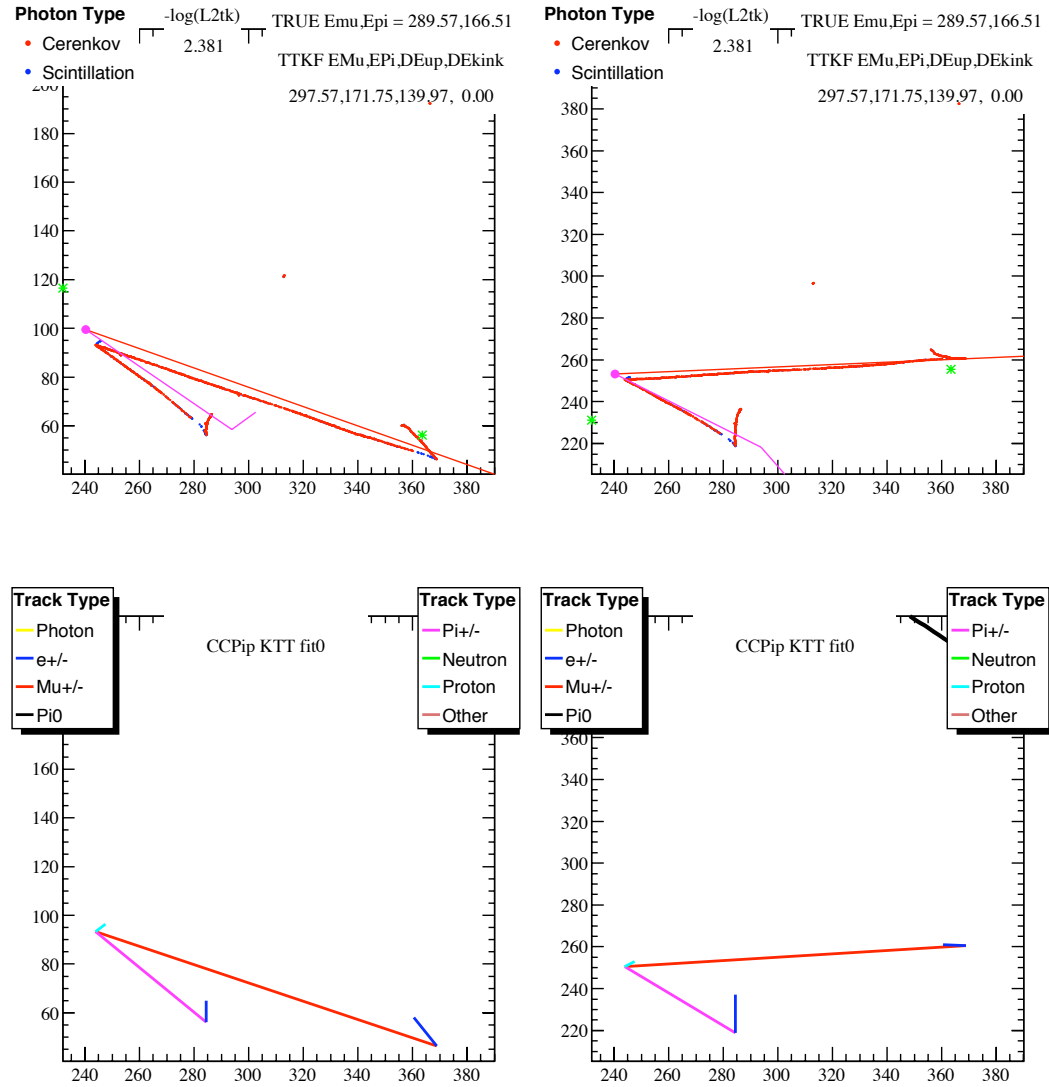 Photon Type
Cerenkov
Scintillation
-log(L2tk)
2.381
TRUE Emu,Epi = 289.57,166.51
TTKF EMu,EPi,DEup,DEkink
297.57,171.75,139.97, 0.00
200
180
160
140
120
100
80
60
240 260 280 300 320 340 360 380
Photon Type
Cerenkov
Scintillation
-log(L2tk)
2.381
TRUE Emu,Epi = 289.57,166.51
TTKF EMu,EPi,DEup,DEkink
297.57,171.75,139.97, 0.00
380
360
340
320
300
280
260
240
220
240 260 280 300 320 340 360 380
Track Type
Photon
e+/-
Mu+/-
Pi0
CCPip KTT fit0
Track Type
Pi+/-
Neutron
Proton
Other
160
140
120
100
80
60
240 260 280 300 320 340 360 380
Track Type
Photon
e+/-
Mu+/-
Pi0
CCPip KTT fit0
Track Type
Pi+/-
Neutron
Proton
Other
360
340
320
300
280
260
240
220
240 260 280 300 320 340 360 380